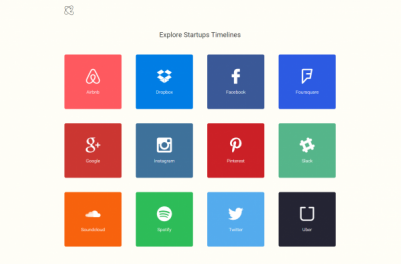 Explore Startups Timelines
Airbnb
Dropbox
Facebook
Foursquare
g+
Google
Instagram
Pinterest
Slack
Soundcloud
Spotify
Twitter
Uber